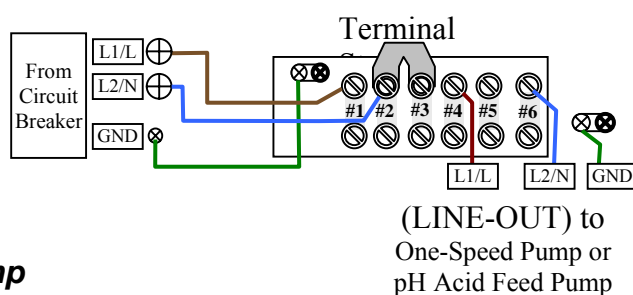 Terminal
From
Circuit
Breaker
L1/L
L2/N
GND
#1 #2 #3 #4 #5 #6
L1/L L2/N GND
(LINE-OUT) to
One-Speed Pump or
pH Acid Feed Pump